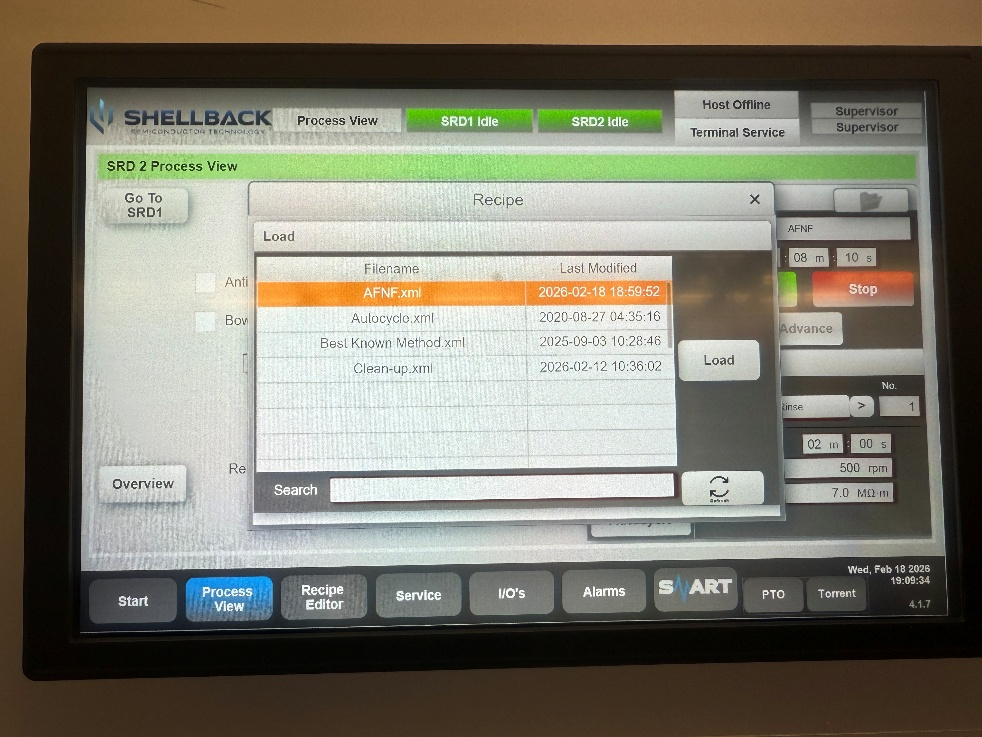 SHELLBACK
SEMICONDUCTOR TECHNOLOGY
Process View
SRD1 Idle
SRD2 Idle
Host Offline
Terminal Service
Supervisor
Supervisor
SRD 2 Process View
Go To
SRD1
Recipe
×
Load
Filename Last Modified
AFNF.xml 2026-02-18 18:59:52
Autocycle.xml 2020-08-27 04:35:16
Best Known Method.xml 2025-09-03 10:28:46
Clean-up.xml 2026-02-12 10:36:02
Load
Search
Refresh
AFNF
: 08 m : 10 s
Stop
Advance
No.
> 1
02 m : 00 s
500 rpm
7.0 MΩ·m
Anti
Bow
Re
Overview
Start
Process
View
Recipe
Editor
Service
I/O's
Alarms
SMART
PTO
Torrent
Wed, Feb 18 2026
19:09:34
4.1.7